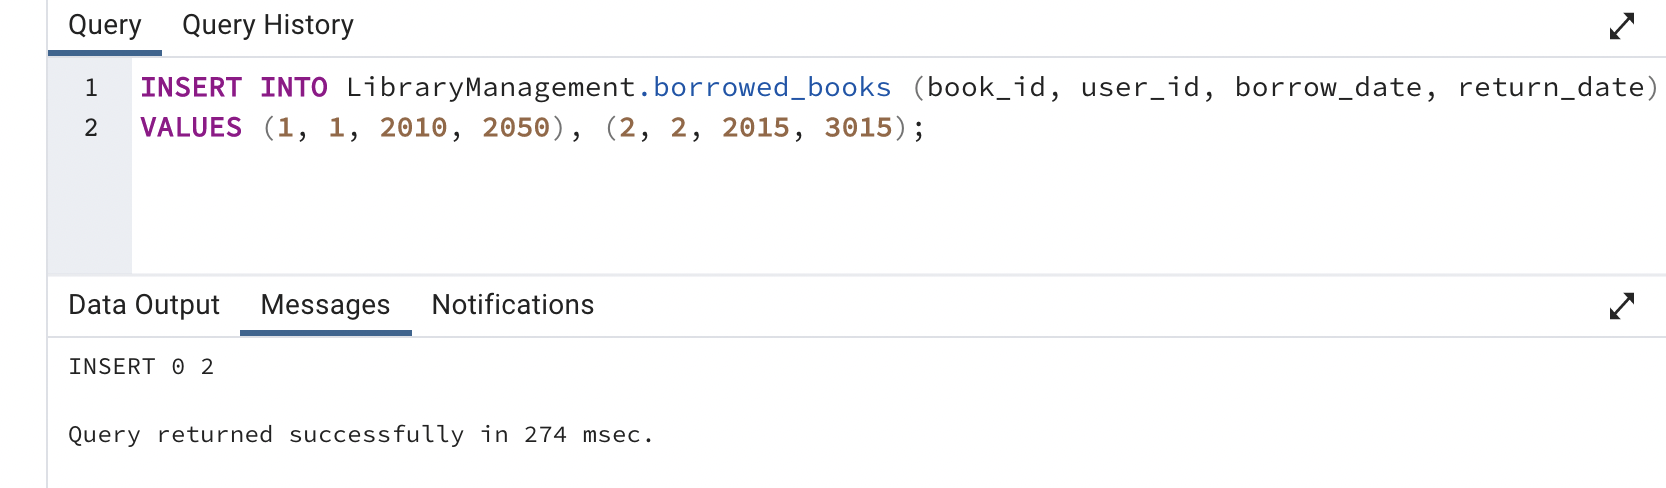 Query Query History
1 INSERT INTO LibraryManagement.borrowed_books (book_id, user_id, borrow_date, return_date)
2 VALUES (1, 1, 2010, 2050), (2, 2, 2015, 3015);
Data Output Messages Notifications
INSERT 0 2
Query returned successfully in 274 msec.